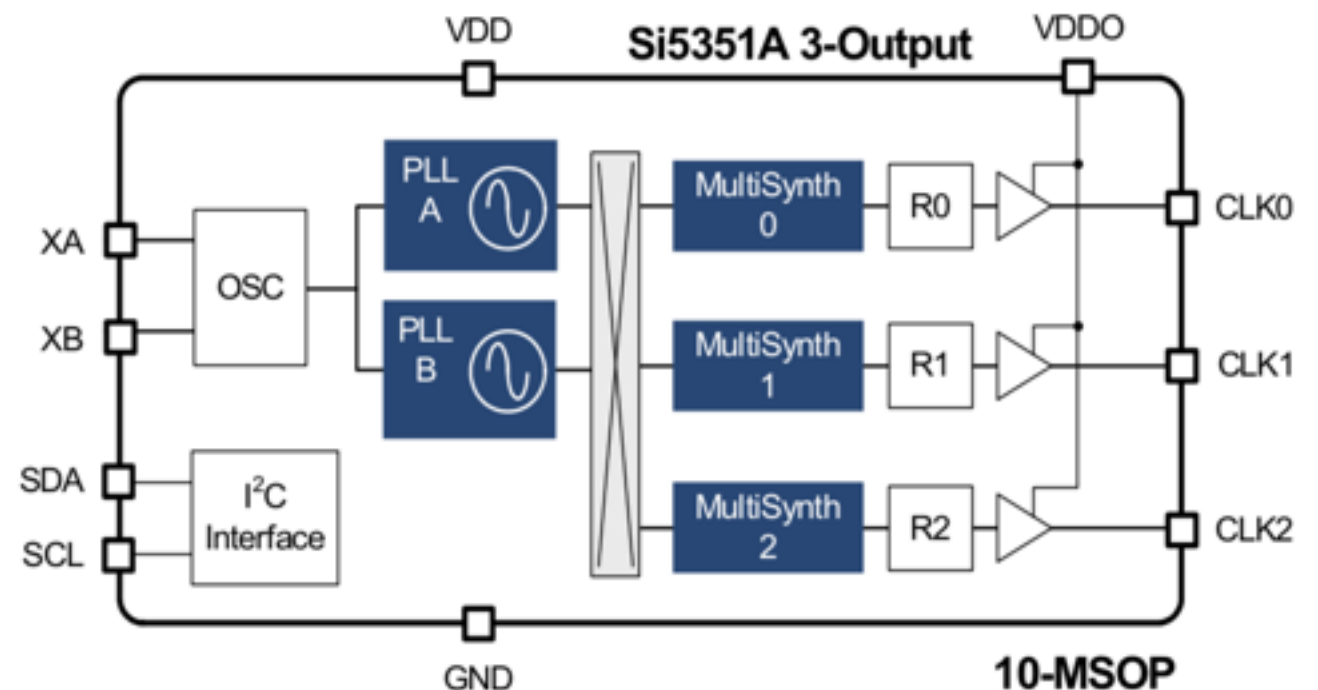 VDD
Si5351A 3-Output
VDDO
PLL
A
MultiSynth
0
R0
CLK0
XA
OSC
XB
PLL
B
MultiSynth
1
R1
CLK1
SDA
I²C
Interface
SCL
MultiSynth
2
R2
CLK2
GND
10-MSOP